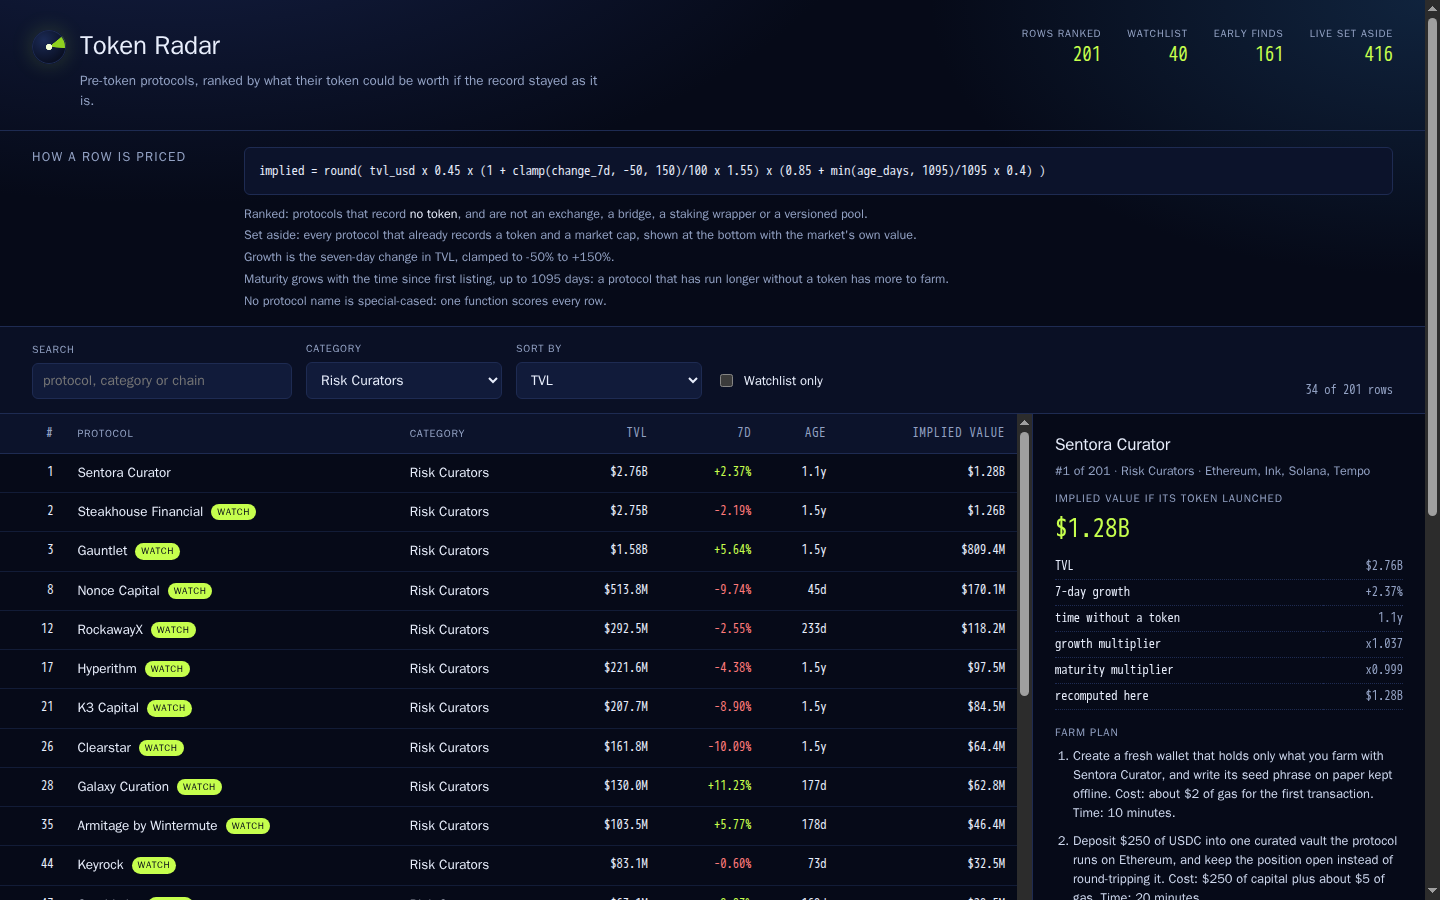 Token Radar
Pre-token protocols, ranked by what their token could be worth if the record stayed as it
is.
ROWS RANKED WATCHLIST EARLY FINDS LIVE SET ASIDE
201 40 161 416
HOW A ROW IS PRICED
implied = round( tvl_usd x 0.45 x (1 + clamp(change_7d, -50, 150)/100 x 1.55) x (0.85 + min(age_days, 1095)/1095 x 0.4) )
Ranked: protocols that record no token, and are not an exchange, a bridge, a staking wrapper or a versioned pool.
Set aside: every protocol that already records a token and a market cap, shown at the bottom with the market's own value.
Growth is the seven-day change in TVL, clamped to -50% to +150%.
Maturity grows with the time since first listing, up to 1095 days: a protocol that has run longer without a token has more to farm.
No protocol name is special-cased: one function scores every row.
SEARCH CATEGORY SORT BY
protocol, category or chain Risk Curators TVL Watchlist only
34 of 201 rows
# PROTOCOL CATEGORY TVL 7D AGE IMPLIED VALUE
1 Sentora Curator Risk Curators $2.76B +2.37% 1.1y $1.28B
2 Steakhouse Financial WATCH Risk Curators $2.75B -2.19% 1.5y $1.26B
3 Gauntlet WATCH Risk Curators $1.58B +5.64% 1.5y $809.4M
8 Nonce Capital WATCH Risk Curators $513.8M -9.74% 45d $170.1M
12 RockawayX WATCH Risk Curators $292.5M -2.55% 233d $118.2M
17 Hyperithm WATCH Risk Curators $221.6M -4.38% 1.5y $97.5M
21 K3 Capital WATCH Risk Curators $207.7M -8.90% 1.5y $84.5M
26 Clearstar WATCH Risk Curators $161.8M -10.09% 1.5y $64.4M
28 Galaxy Curation WATCH Risk Curators $130.0M +11.23% 177d $62.8M
35 Armitage by Wintermute WATCH Risk Curators $103.5M +5.77% 178d $46.4M
44 Keyrock WATCH Risk Curators $83.1M -0.60% 73d $32.5M
Sentora Curator
#1 of 201 · Risk Curators · Ethereum, Ink, Solana, Tempo
IMPLIED VALUE IF ITS TOKEN LAUNCHED
$1.28B
TVL $2.76B
7-day growth +2.37%
time without a token 1.1y
growth multiplier x1.037
maturity multiplier x0.999
recomputed here $1.28B
FARM PLAN
1. Create a fresh wallet that holds only what you farm with
Sentora Curator, and write its seed phrase on paper kept
offline. Cost: about $2 of gas for the first transaction.
Time: 10 minutes.
2. Deposit $250 of USDC into one curated vault the protocol
runs on Ethereum, and keep the position open instead of
round-tripping it. Cost: $250 of capital plus about $5 of
gas. Time: 20 minutes.